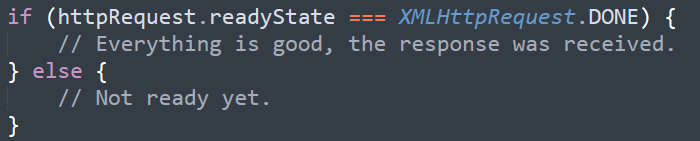 if (httpRequest.readyState === XMLHttpRequest.DONE) {
    // Everything is good, the response was received.
} else {
    // Not ready yet.
}